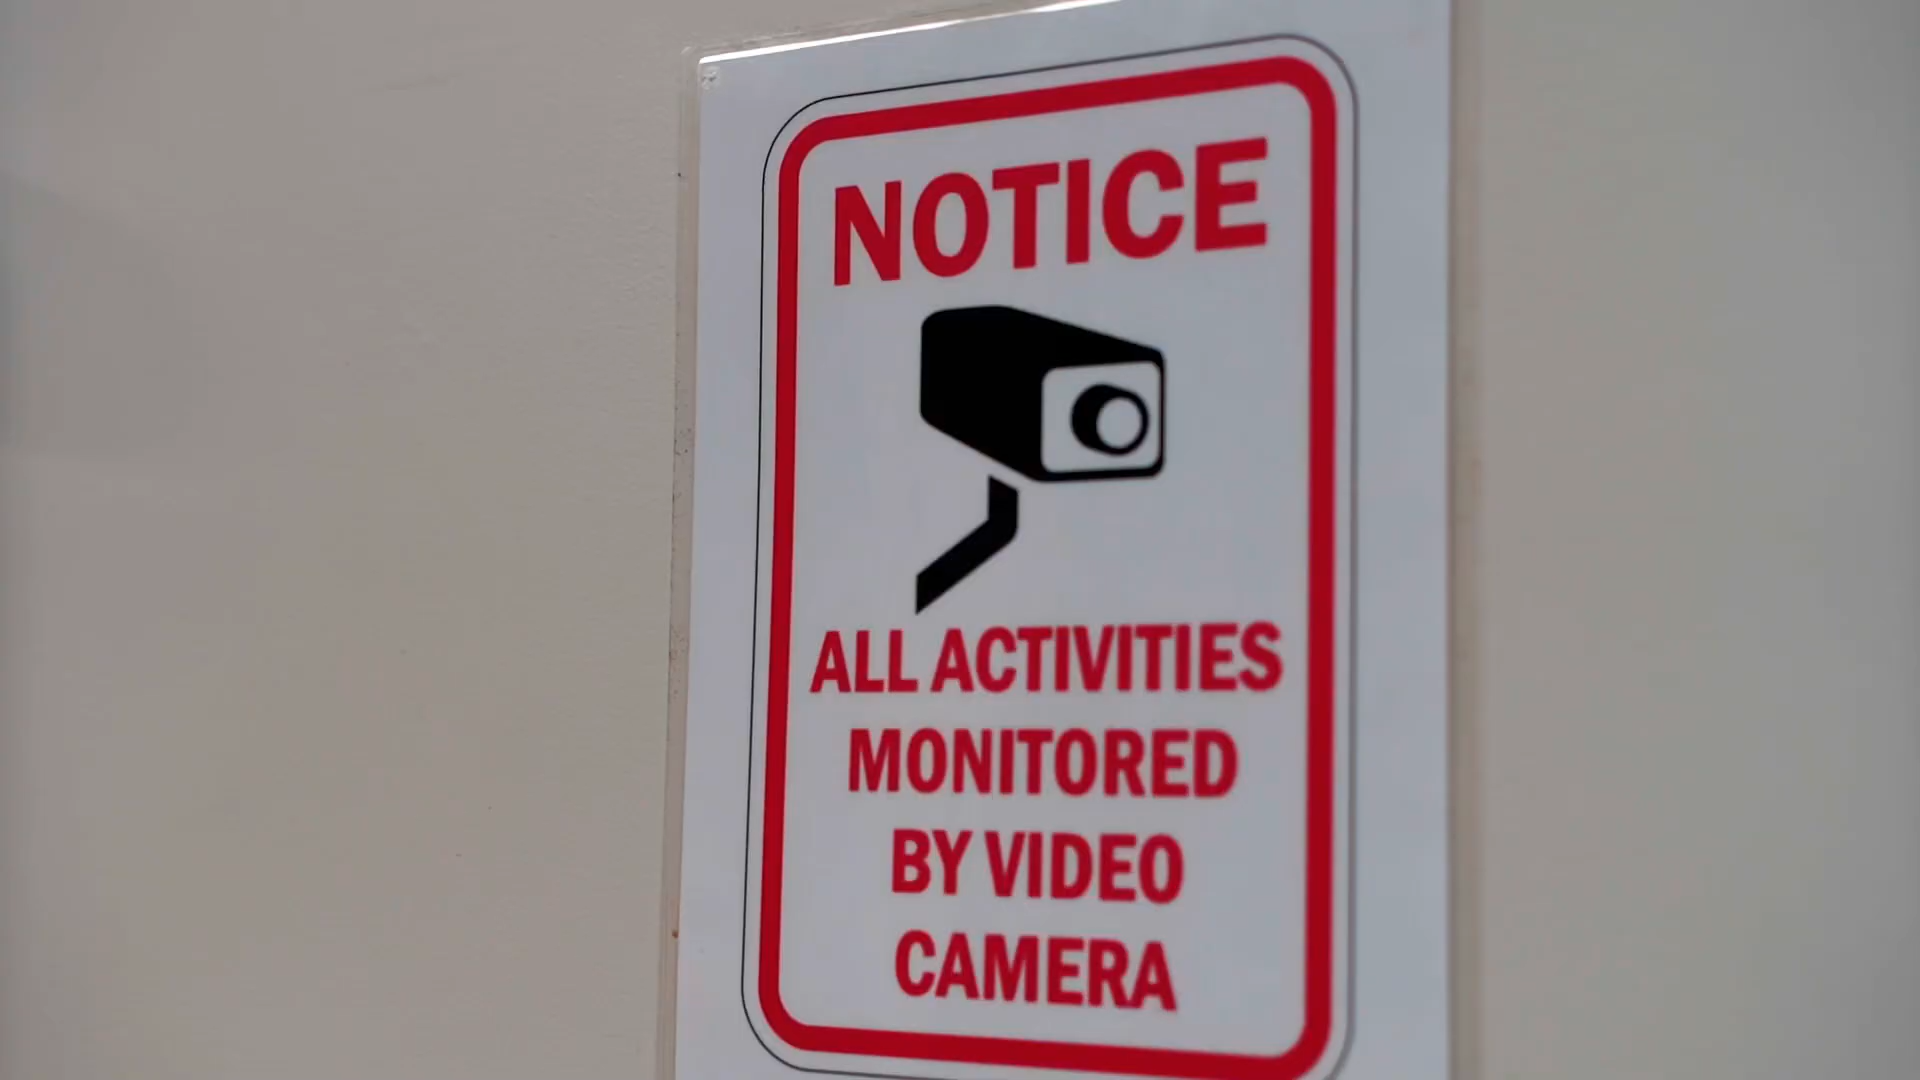 NOTICE
ALL ACTIVITIES
MONITORED
BY VIDEO
CAMERA